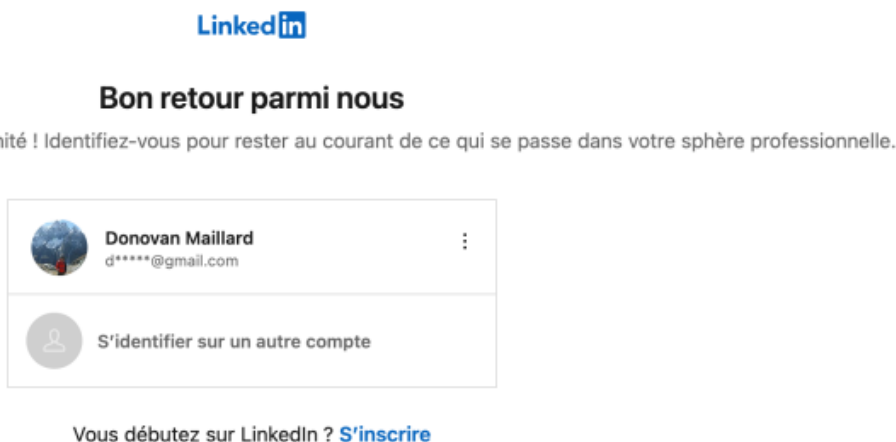 LinkedIn
Bon retour parmi nous
! Identifiez-vous pour rester au courant de ce qui se passe dans votre sphère professionnelle.
Donovan Maillard
d*****@gmail.com
S'identifier sur un autre compte
Vous débutez sur LinkedIn ? S'inscrire